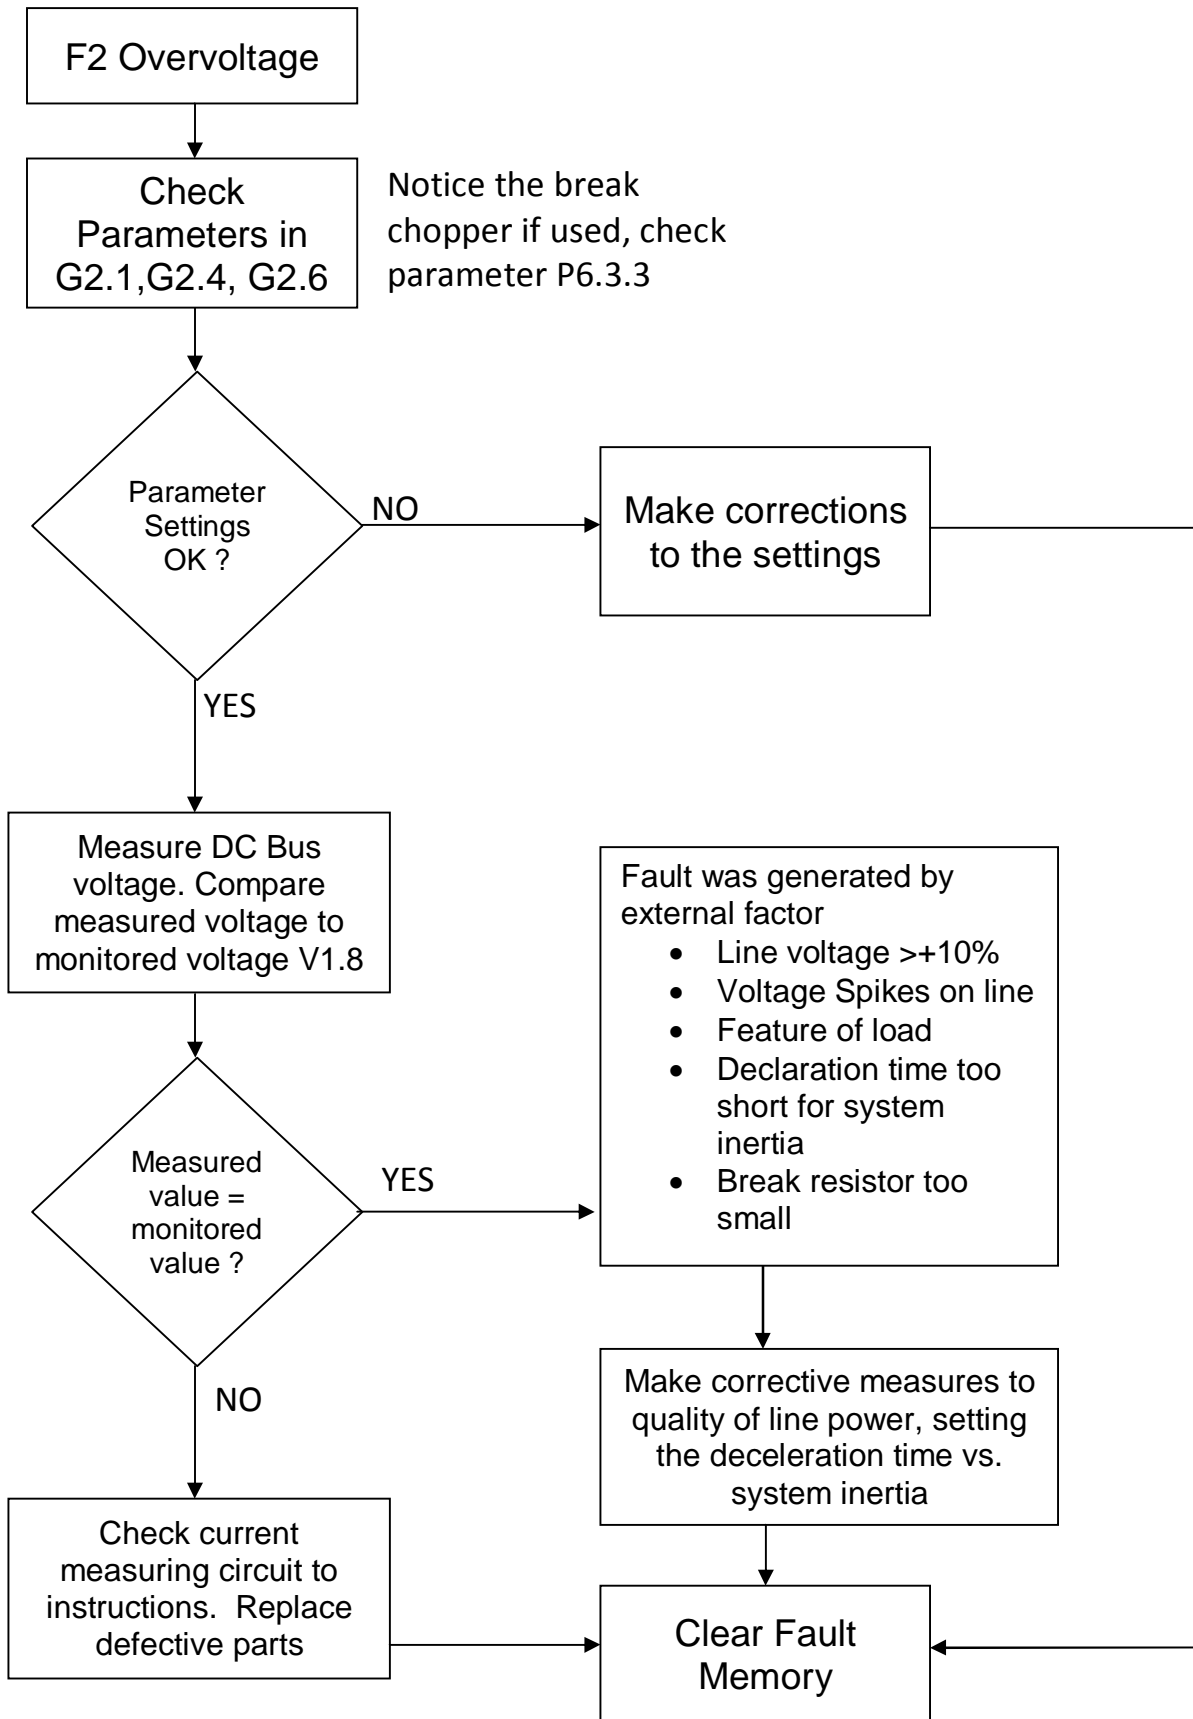 F2 Overvoltage
Check
Parameters in
G2.1,G2.4, G2.6
Notice the break
chopper if used, check
parameter P6.3.3
Parameter
Settings
OK ?
NO
Make corrections
to the settings
YES
Measure DC Bus
voltage. Compare
measured voltage to
monitored voltage V1.8
Measured
value =
monitored
value ?
YES
Fault was generated by
external factor
• Line voltage >+10%
• Voltage Spikes on line
• Feature of load
• Declaration time too
short for system
inertia
• Break resistor too
small
NO
Make corrective measures to
quality of line power, setting
the deceleration time vs.
system inertia
Check current
measuring circuit to
instructions. Replace
defective parts
Clear Fault
Memory